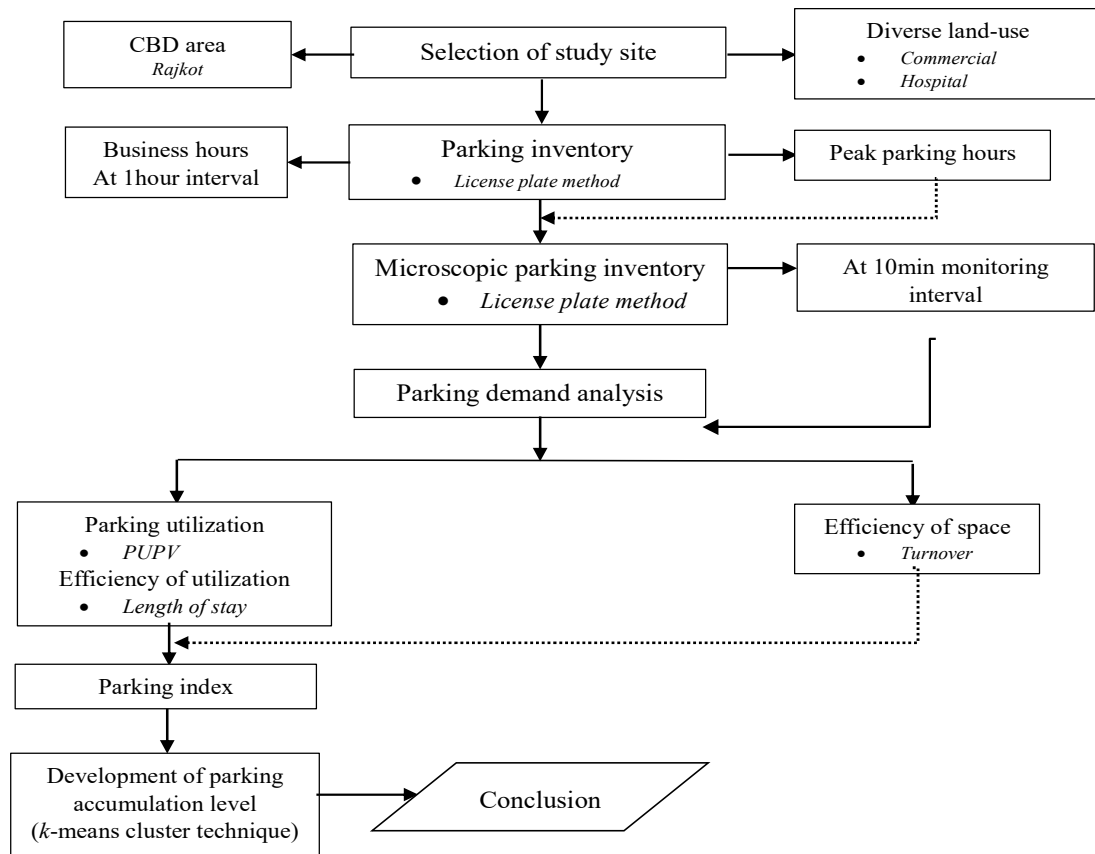 CBD area
Rajkot
Selection of study site
Diverse land-use
• Commercial
• Hospital
Business hours
At 1hour interval
Parking inventory
• License plate method
Peak parking hours
Microscopic parking inventory
• License plate method
At 10min monitoring
interval
Parking demand analysis
Parking utilization
• PUPV
Efficiency of utilization
• Length of stay
Efficiency of space
• Turnover
Parking index
Development of parking
accumulation level
(k-means cluster technique)
Conclusion